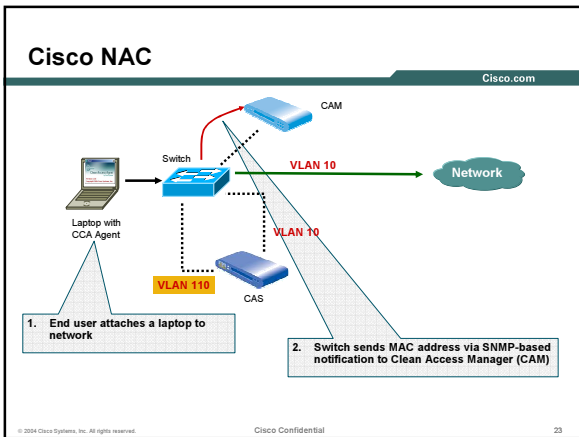 Cisco NAC
Cisco.com
CAM
Switch
VLAN 10
Network
Laptop with
CCA Agent
VLAN 10
VLAN 110
CAS
1. End user attaches a laptop to
network
2. Switch sends MAC address via SNMP-based
notification to Clean Access Manager (CAM)
© 2004 Cisco Systems, Inc. All rights reserved.
Cisco Confidential
23